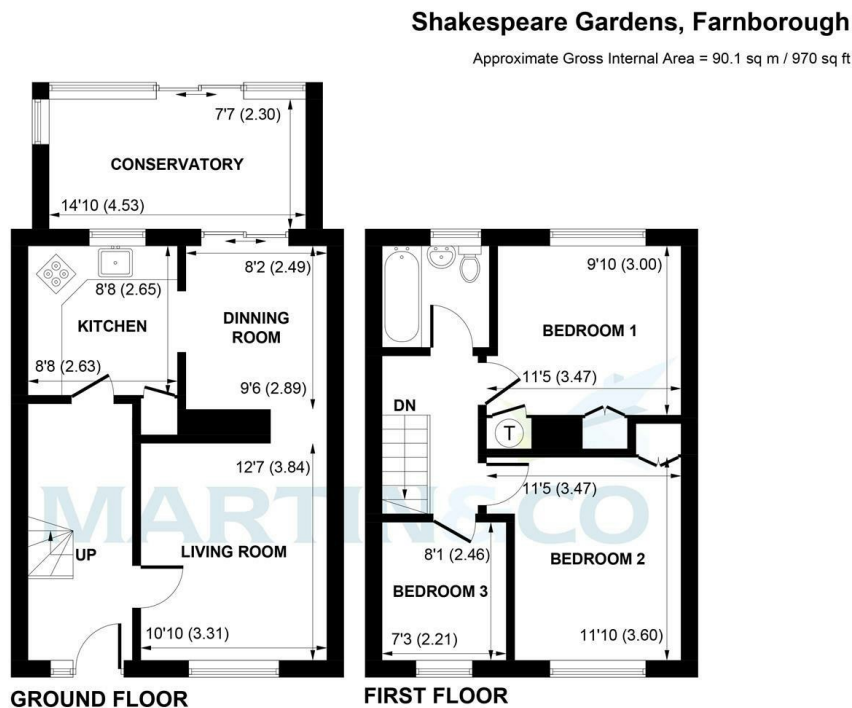 Shakespeare Gardens, Farnborough
Approximate Gross Internal Area = 90.1 sq m / 970 sq ft
7'7 (2.30)
CONSERVATORY
14'10 (4.53)
8'2 (2.49)
8'8 (2.65)
KITCHEN
DINNING
ROOM
8'8 (2.63)
9'6 (2.89)
12'7 (3.84)
UP
LIVING ROOM
10'10 (3.31)
GROUND FLOOR
9'10 (3.00)
BEDROOM 1
11'5 (3.47)
DN
T
11'5 (3.47)
8'1 (2.46)
BEDROOM 2
BEDROOM 3
7'3 (2.21)
11'10 (3.60)
FIRST FLOOR
MARTIN&CO